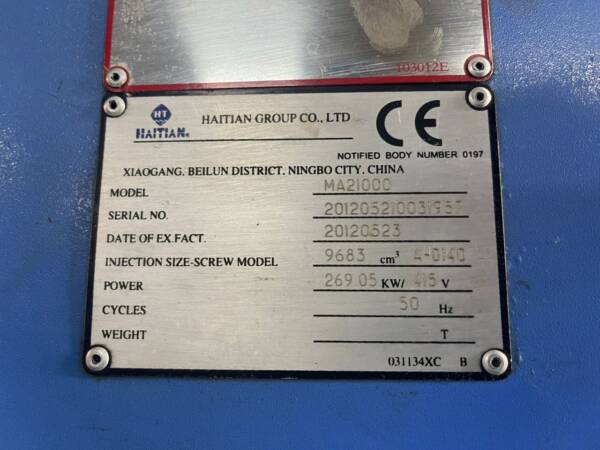 103012E
HT
HAITIAN®
HAITIAN GROUP CO., LTD
CE
NOTIFIED BODY NUMBER 0197
XIAOGANG, BEILUN DISTRICT, NINGBO CITY, CHINA
MODEL MA21000
SERIAL NO.
DATE OF EX.FACT. 20120523
INJECTION SIZE-SCREW MODEL 9683 cm³ 4-D140
POWER 269.05 KW/ 415 V
CYCLES 50 Hz
WEIGHT T
031134XC B